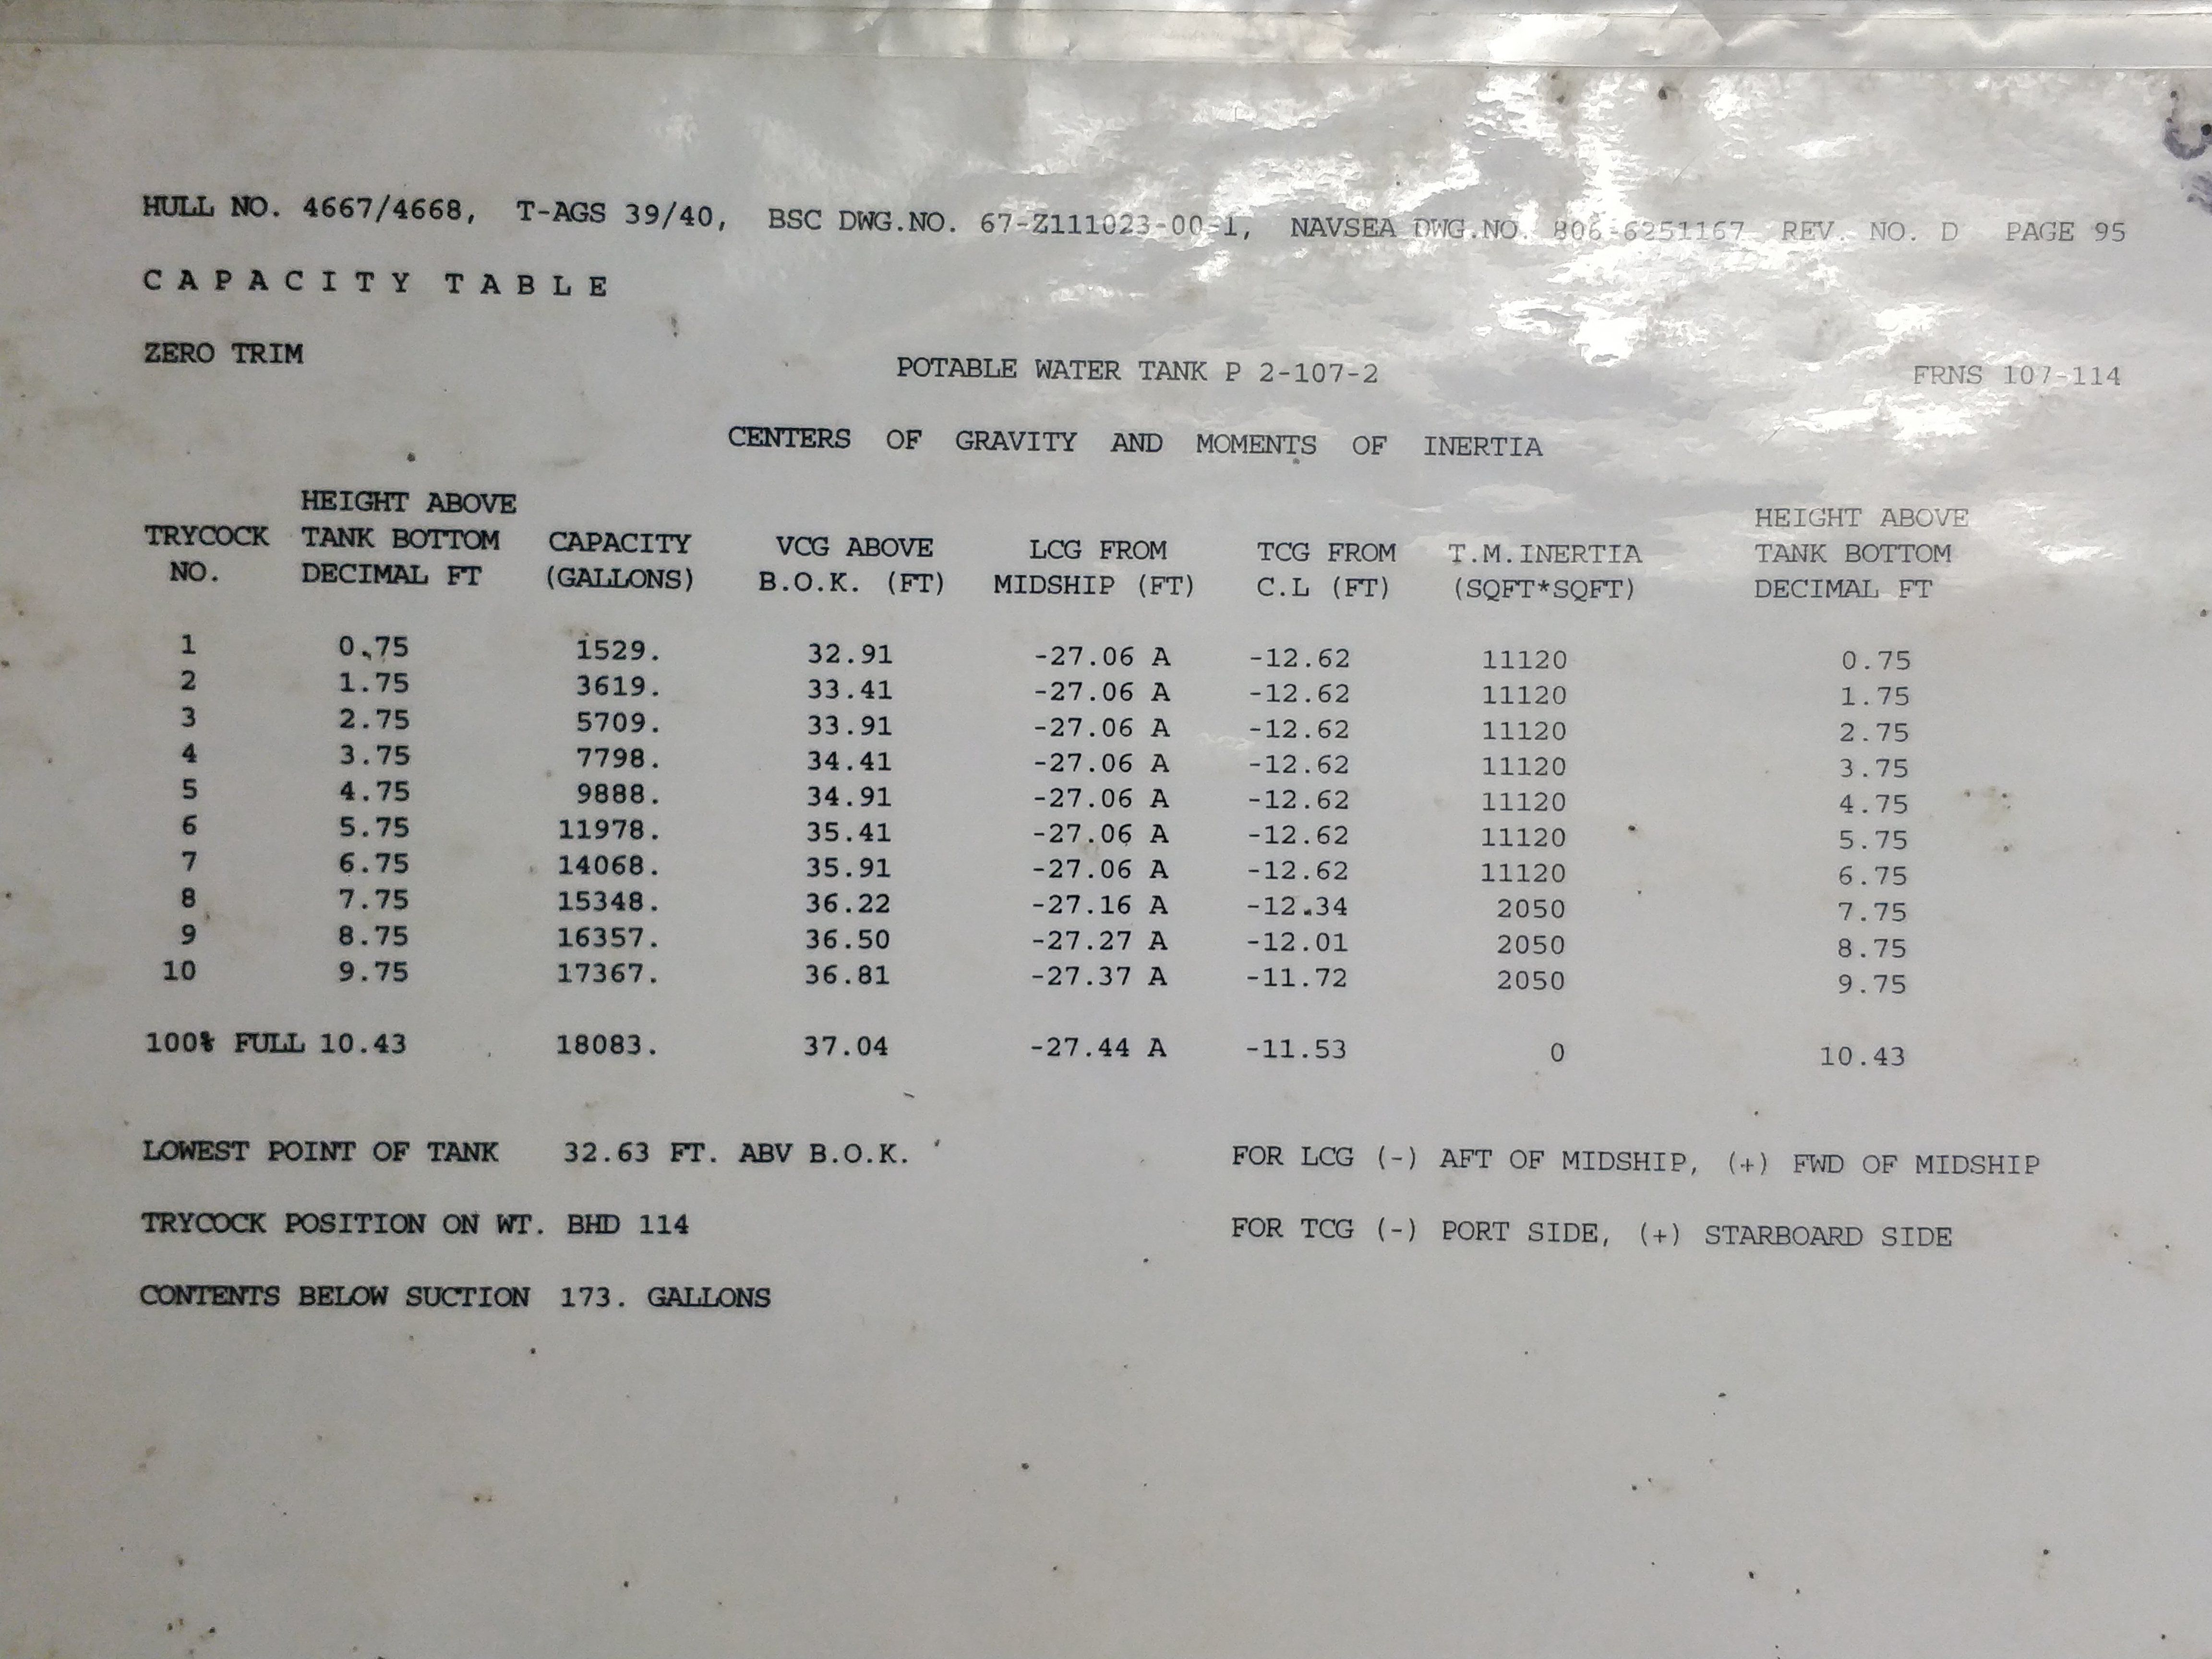 HULL NO. 4667/4668, T-AGS 39/40, BSC DWG.NO. 67-Z111023-00-1, NAVSEA DWG.NO. 806-6251167 REV. NO. D PAGE 95
C A P A C I T Y T A B L E
ZERO TRIM POTABLE WATER TANK P 2-107-2 FRNS 107-114
CENTERS OF GRAVITY AND MOMENTS OF INERTIA
HEIGHT ABOVE HEIGHT ABOVE
TRYCOCK TANK BOTTOM CAPACITY VCG ABOVE LCG FROM TCG FROM T.M.INERTIA TANK BOTTOM
NO. DECIMAL FT (GALLONS) B.O.K. (FT) MIDSHIP (FT) C.L (FT) (SQFT*SQFT) DECIMAL FT
1 0.75 1529. 32.91 -27.06 A -12.62 11120 0.75
2 1.75 3619. 33.41 -27.06 A -12.62 11120 1.75
3 2.75 5709. 33.91 -27.06 A -12.62 11120 2.75
4 3.75 7798. 34.41 -27.06 A -12.62 11120 3.75
5 4.75 9888. 34.91 -27.06 A -12.62 11120 4.75
6 5.75 11978. 35.41 -27.06 A -12.62 11120 5.75
7 6.75 14068. 35.91 -27.06 A -12.62 11120 6.75
8 7.75 15348. 36.22 -27.16 A -12.34 2050 7.75
9 8.75 16357. 36.50 -27.27 A -12.01 2050 8.75
10 9.75 17367. 36.81 -27.37 A -11.72 2050 9.75
100% FULL 10.43 18083. 37.04 -27.44 A -11.53 0 10.43
LOWEST POINT OF TANK 32.63 FT. ABV B.O.K. FOR LCG (-) AFT OF MIDSHIP, (+) FWD OF MIDSHIP
TRYCOCK POSITION ON WT. BHD 114 FOR TCG (-) PORT SIDE, (+) STARBOARD SIDE
CONTENTS BELOW SUCTION 173. GALLONS